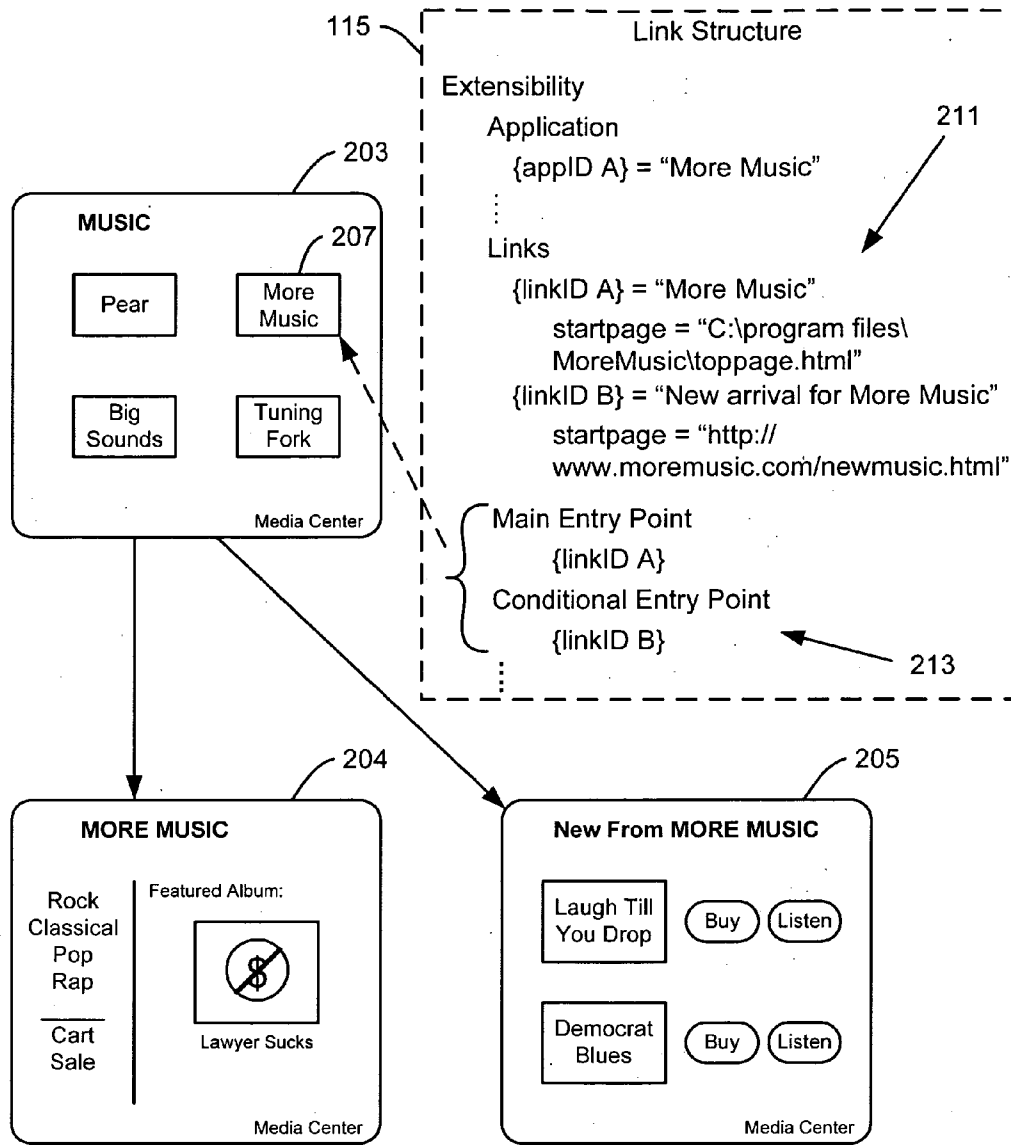 115
Link Structure
Extensibility
Application
{appID A} = “More Music”
211
Links
{linkID A} = “More Music”
startpage = “C:\program files\
MoreMusic\toppage.html”
{linkID B} = “New arrival for More Music”
startpage = “http://
www.moremusic.com/newmusic.html”
Main Entry Point
{linkID A}
Conditional Entry Point
{linkID B}
213
203
MUSIC
207
Pear
More
Music
Big
Sounds
Tuning
Fork
Media Center
204
MORE MUSIC
Rock
Classical
Pop
Rap
Cart
Sale
Featured Album:
$
Lawyer Sucks
Media Center
205
New From MORE MUSIC
Laugh Till
You Drop
Buy
Listen
Democrat
Blues
Buy
Listen
Media Center